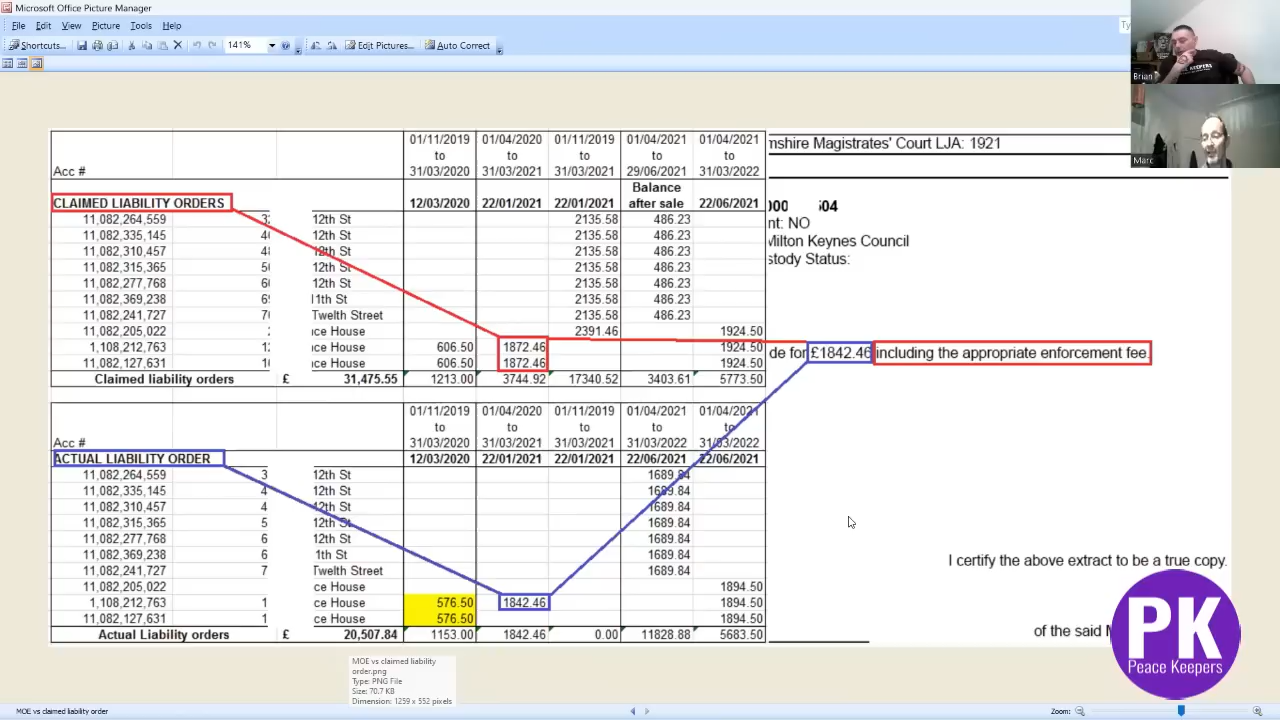 Microsoft Office Picture Manager
File Edit View Picture Tools Help
Shortcuts... 141% Edit Pictures... Auto Correct
Ty
Brian
Marc
01/11/2019 01/04/2020 01/11/2019 01/04/2021 01/04/2021
to to to to to
Acc # 31/03/2020 31/03/2021 31/03/2021 29/06/2021 31/03/2022
Balance
CLAIMED LIABILITY ORDERS 12/03/2020 22/01/2021 22/01/2021 after sale 22/06/2021
11,082,264,559 12th St 2135.58 486.23
11,082,335,145 12th St 2135.58 486.23
11,082,310,457 12th St 2135.58 486.23
11,082,315,365 12th St 2135.58 486.23
11,082,277,768 12th St 2135.58 486.23
11,082,369,238 1th St 2135.58 486.23
11,082,241,727 Twelth Street 2135.58 486.23
11,082,205,022 ce House 2391.46 1924.50
1,108,212,763 ce House 606.50 1872.46 1924.50
11,082,127,631 ce House 606.50 1872.46 1924.50
Claimed liability orders £ 31,475.55 1213.00 3744.92 17340.52 3403.61 5773.50
01/11/2019 01/04/2020 01/11/2019 01/04/2021 01/04/2021
to to to to to
Acc # 31/03/2020 31/03/2021 31/03/2021 31/03/2022 31/03/2022
ACTUAL LIABILITY ORDER 12/03/2020 22/01/2021 22/01/2021 22/06/2021 22/06/2021
11,082,264,559 3 12th St 1689.84
11,082,335,145 4 12th St 1689.84
11,082,310,457 4 12th St 1689.84
11,082,315,365 5 12th St 1689.84
11,082,277,768 6 12th St 1689.84
11,082,369,238 6 1th St 1689.84
11,082,241,727 7 Twelth Street 1689.84
11,082,205,022 ce House 1894.50
1,108,212,763 1 ce House 576.50 1842.46 1894.50
11,082,127,631 1 ce House 576.50 1894.50
Actual Liability orders £ 20,507.84 1153.00 1842.46 0.00 11828.88 5683.50
mshire Magistrates' Court LJA: 1921
000 504
nt: NO
Milton Keynes Council
stody Status:
de for £1842.46 including the appropriate enforcement fee.
I certify the above extract to be a true copy.
of the said M
PK
Peace Keepers
MOE vs claimed liability
order.png
Type: PNG File
Size: 70.7 KB
Dimension: 1259 x 552 pixels
MOE vs claimed liability order Zoom: